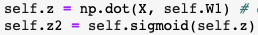 self.z = np.dot(X, self.W1) #
self.z2 = self.sigmoid(self.z)